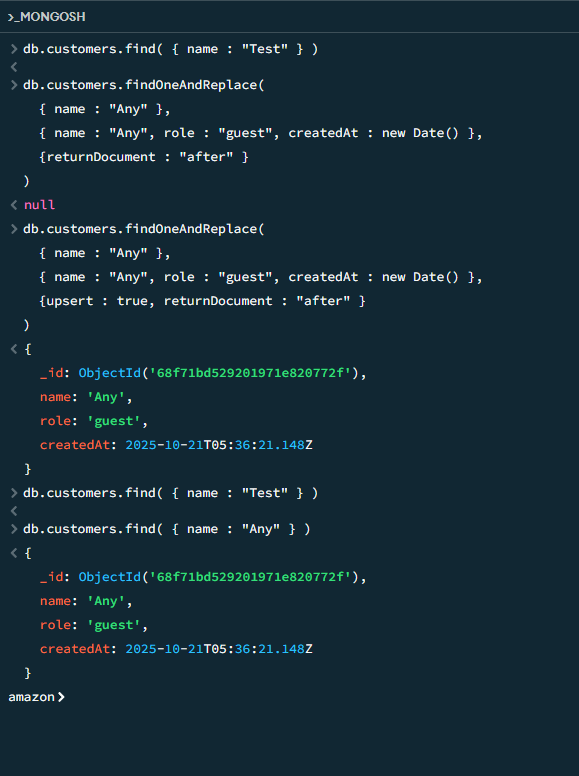 >_MONGOSH
> db.customers.find( { name : "Test" } )
<
> db.customers.findOneAndReplace(
{ name : "Any" },
{ name : "Any", role : "guest", createdAt : new Date() },
{returnDocument : "after" }
)
< null
> db.customers.findOneAndReplace(
{ name : "Any" },
{ name : "Any", role : "guest", createdAt : new Date() },
{upsert : true, returnDocument : "after" }
)
< {
_id: ObjectId('68f71bd529201971e820772f'),
name: 'Any',
role: 'guest',
createdAt: 2025-10-21T05:36:21.148Z
}
> db.customers.find( { name : "Test" } )
<
> db.customers.find( { name : "Any" } )
< {
_id: ObjectId('68f71bd529201971e820772f'),
name: 'Any',
role: 'guest',
createdAt: 2025-10-21T05:36:21.148Z
}
amazon>